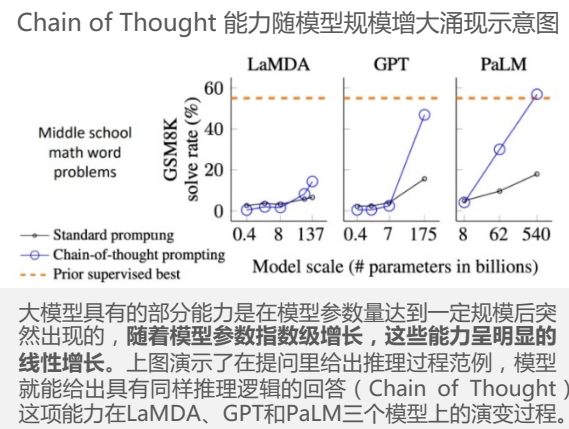 Chain of Thought 能力随模型规模增大涌现示意图
LaMDA GPT PaLM
Middle school
math word
problems
GSM8K
solve rate (%)
60
40
20
0
0.4 8 137 0.4 7 175 8 62 540
Standard prompung
Chain-of-thought prompting
Prior supervised best
Model scale (# parameters in billions)
大模型具有的部分能力是在模型参数量达到一定规模后突
然出现的，随着模型参数指数级增长，这些能力呈明显的
线性增长。上图演示了在提问里给出推理过程范例，模型
就能给出具有同样推理逻辑的回答（Chain of Thought）
这项能力在LaMDA、GPT和PaLM三个模型上的演变过程。